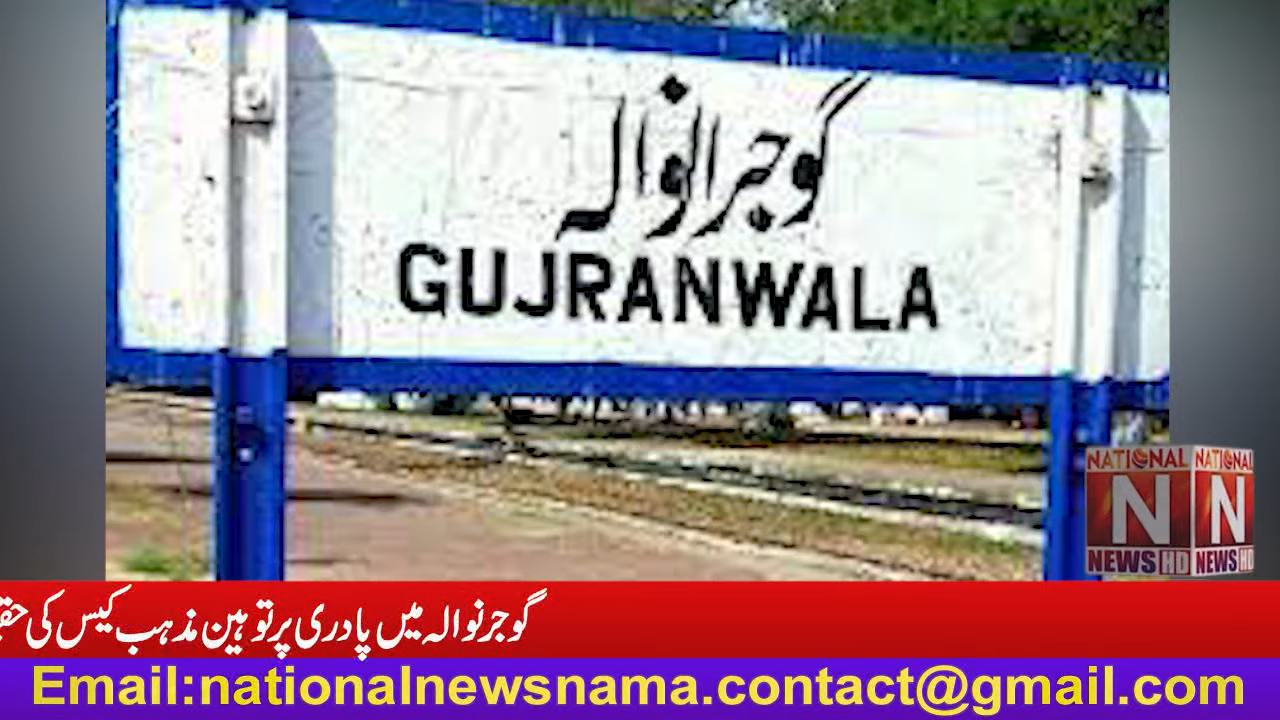 گوجرانوالہ
GUJRANWALA
NATIONAL NATIONAL
N N
NEWS HD NEWS HD
گوجرنوالہ میں پادری پر توہین مذہب کیس کی
Email:nationalnewsnama.contact@gmail.com